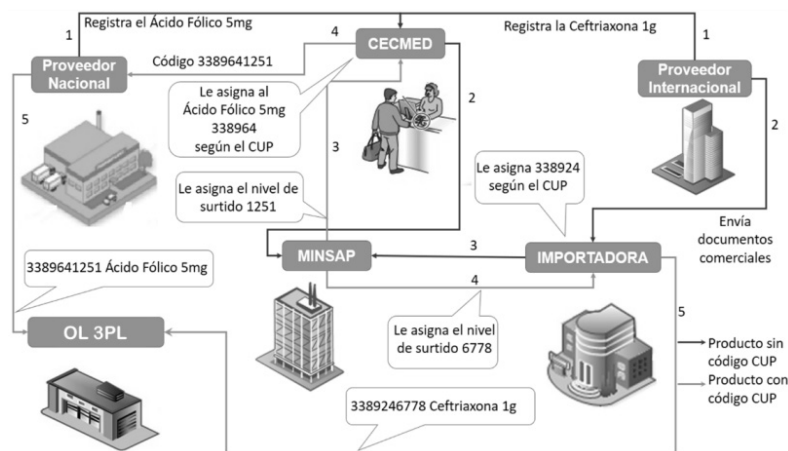 Registra el Ácido Fólico 5mg
1
4
CECMED
Registra la Ceftriaxona 1g
1
Código 3389641251
Proveedor
Nacional
Proveedor
Internacional
5
Le asigna al
Ácido Fólico 5mg
338964
según el CUP
2
3
2
Le asigna el nivel de
surtido 1251
Le asigna 338924
según el CUP
Envía
documentos
comerciales
3389641251 Ácido Fólico 5mg
MINSAP
3
IMPORTADORA
4
5
OL 3PL
Le asigna el nivel
de surtido 6778
Producto sin
código CUP
Producto con
código CUP
3389246778 Ceftriaxona 1g